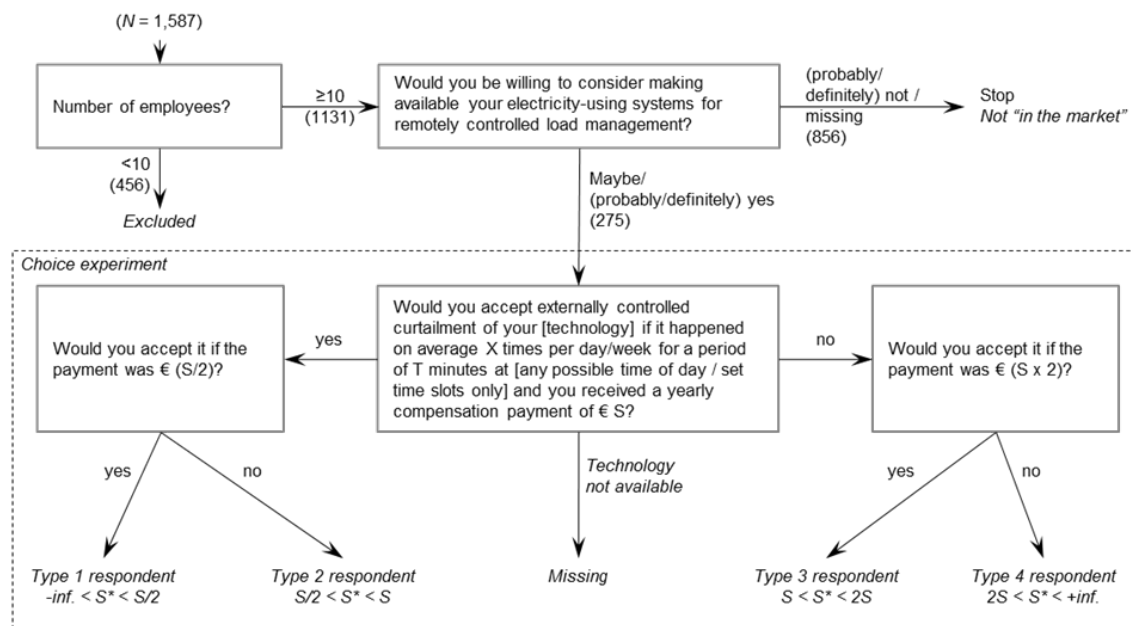 (N = 1,587)
Number of employees?
≥10
(1131)
Would you be willing to consider making
available your electricity-using systems for
remotely controlled load management?
(probably/
definitely) not /
missing
(856)
Stop
Not “in the market”
<10
(456)
Excluded
Maybe/
(probably/definitely) yes
(275)
Choice experiment
Would you accept it if the
payment was € (S/2)?
yes
Would you accept externally controlled
curtailment of your [technology] if it happened
on average X times per day/week for a period
of T minutes at [any possible time of day / set
time slots only] and you received a yearly
compensation payment of € S?
no
Would you accept it if the
payment was € (S x 2)?
yes
no
Technology
not available
yes
no
Type 1 respondent
-inf. < S* < S/2
Type 2 respondent
S/2 < S* < S
Missing
Type 3 respondent
S < S* < 2S
Type 4 respondent
2S < S* < +inf.